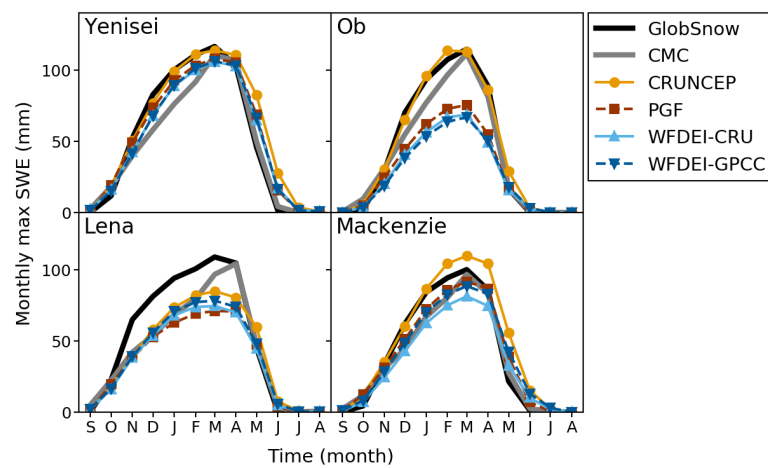 Yenisei
Ob
GlobSnow
CMC
CRUNCEP
PGF
WFDEI-CRU
WFDEI-GPCC
100
50
0
Lena
Mackenzie
100
50
0
Monthly max SWE (mm)
S O N D J F M A M J J A
S O N D J F M A M J J A
Time (month)